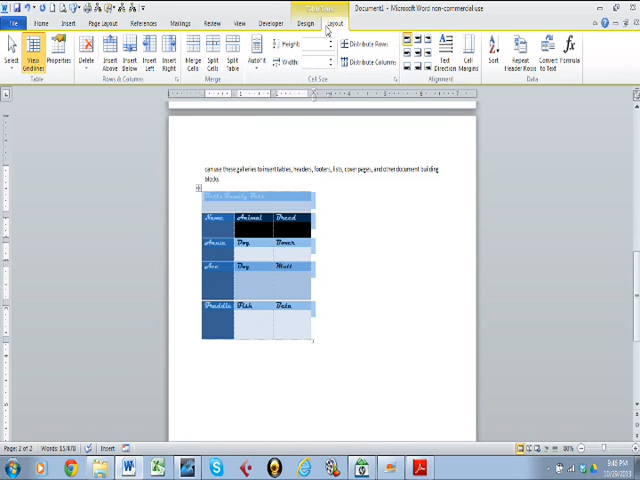 Table Tools
Document1 - Microsoft Word non-commercial use
File Home Insert Page Layout References Mailings Review View Developer Design Layout
Select View Gridlines Properties Delete Insert Above Insert Below Insert Left Insert Right Merge Cells Split Cells Split Table AutoFit Height: Width: Distribute Rows Distribute Columns Text Direction Cell Margins Sort Repeat Header Rows Convert to Text Formula
Table Rows & Columns Merge Cell Size Alignment Data
can use these galleries to insert tables, headers, footers, lists, cover pages, and other document building
blocks.
Family Pets
Name Animal Breed
Annie Dog Boxer
Ace Dog Mutt
Freddie Fish Beta
Page: 2 of 2 Words: 15/478 Insert 80%
9:46 PM
10/29/2013